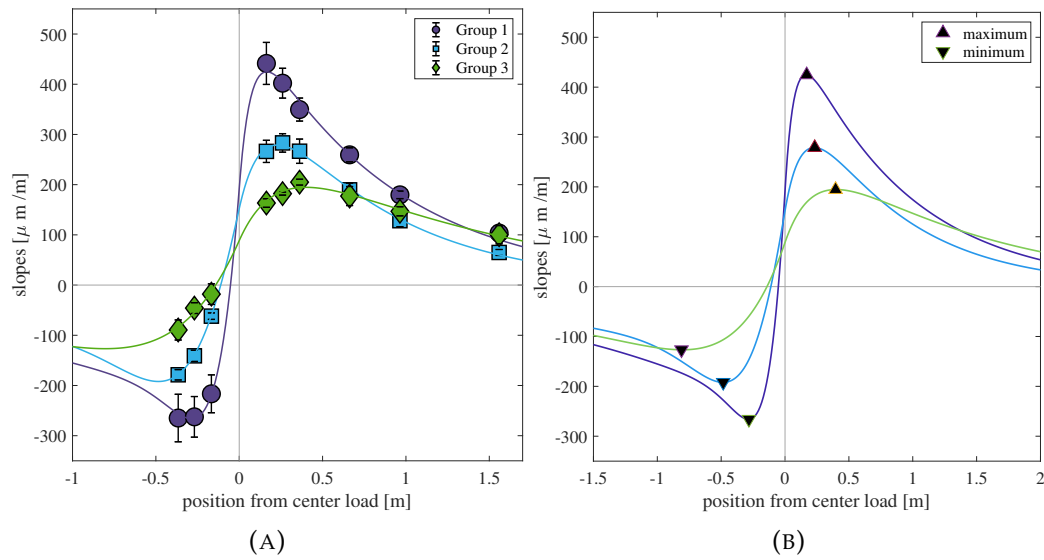 500
400
300
200
100
0
-100
-200
-300
slopes [μ m /m]
Group 1
Group 2
Group 3
-1 -0.5 0 0.5 1 1.5
position from center load [m]
(A)
500
400
300
200
100
0
-100
-200
-300
slopes [μ m /m]
maximum
minimum
-1.5 -1 -0.5 0 0.5 1 1.5 2
position from center load [m]
(B)